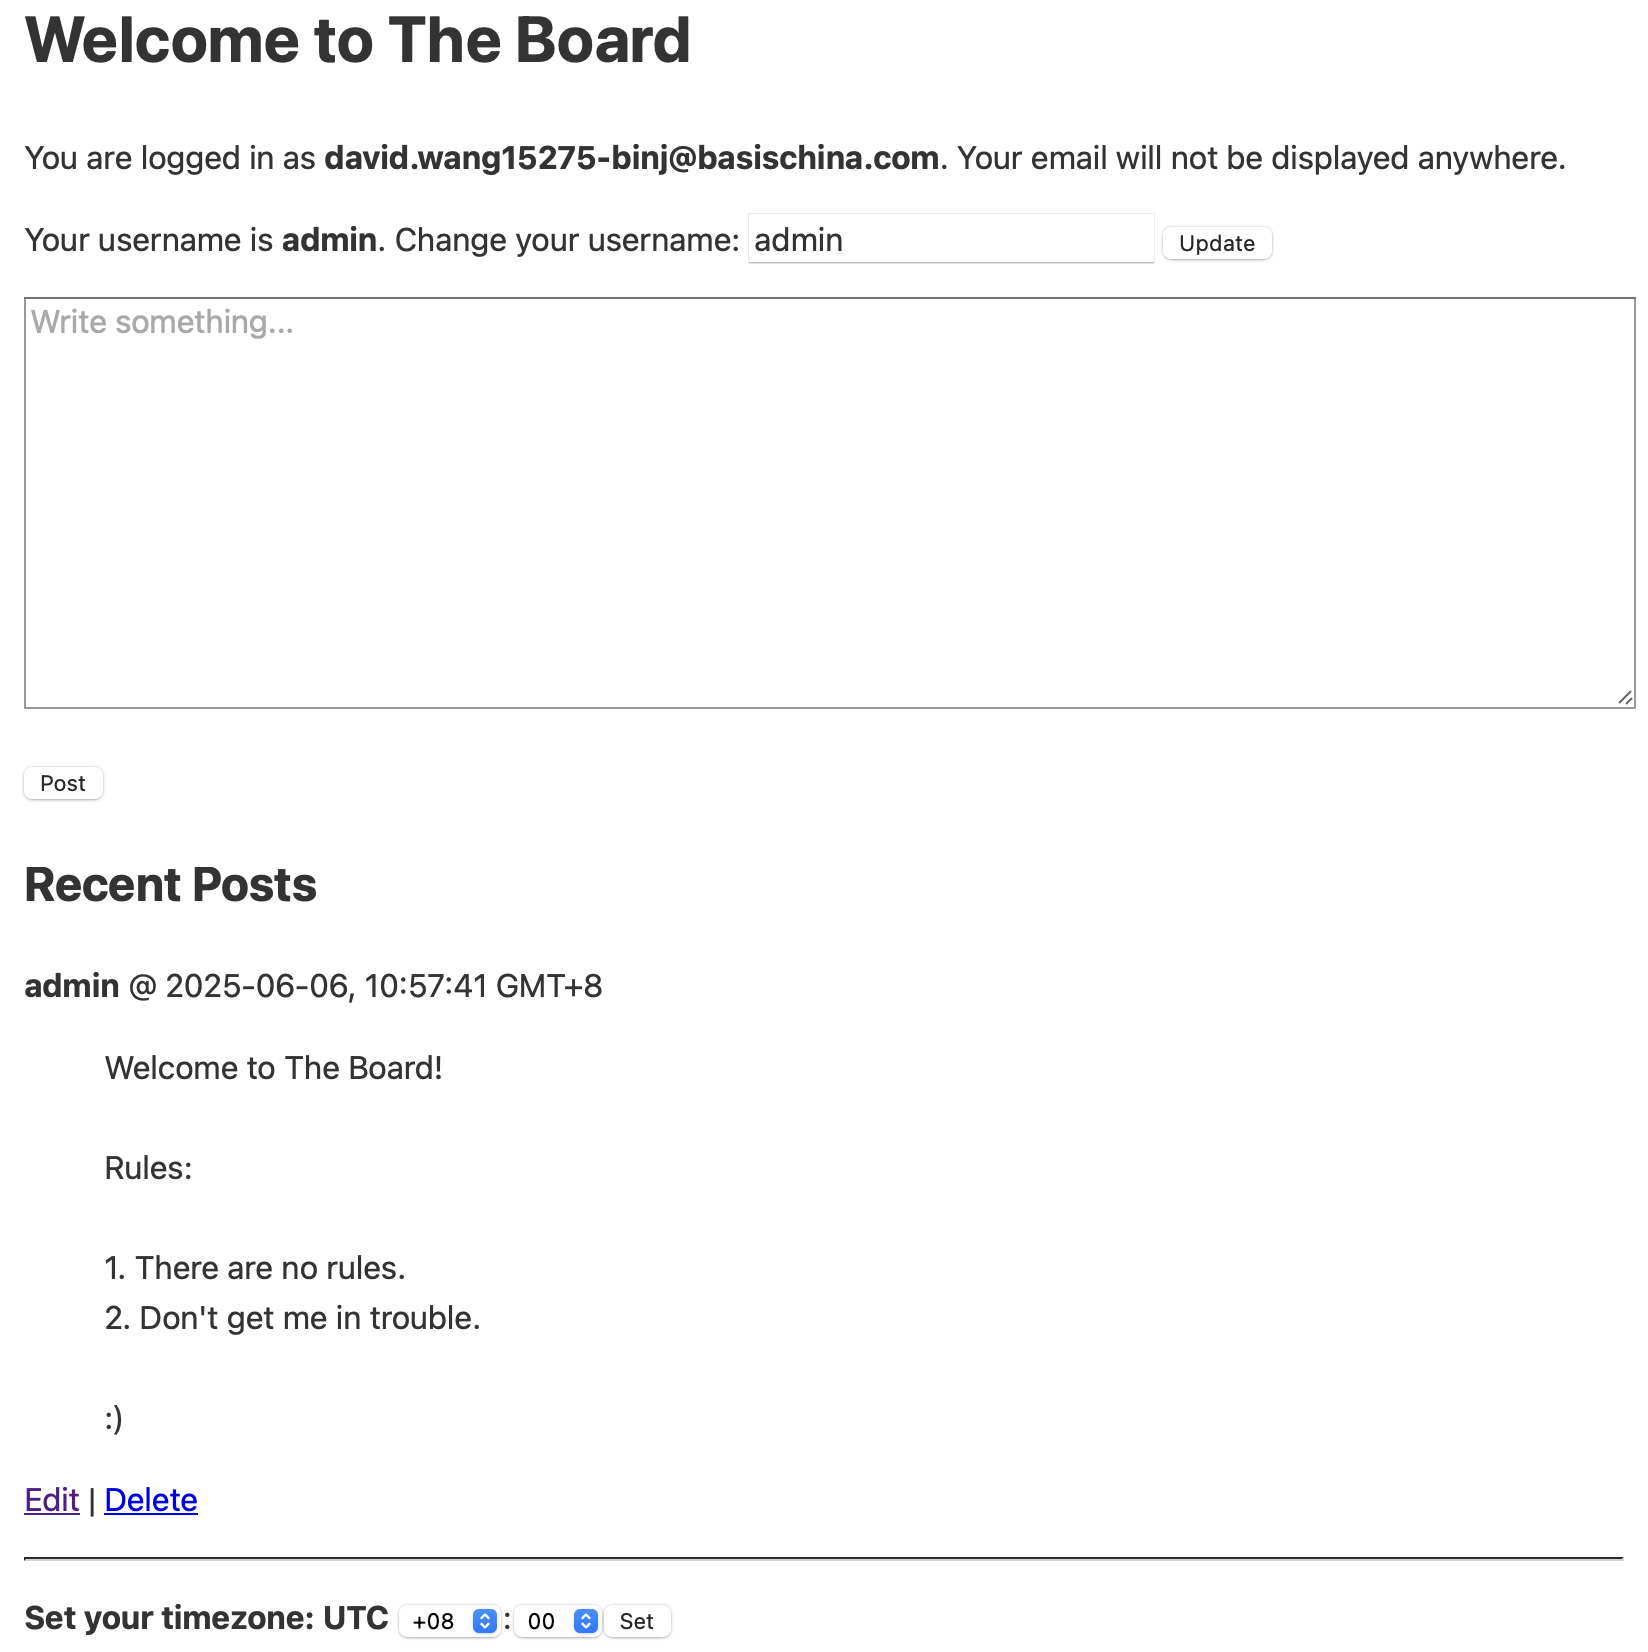 Welcome to The Board
You are logged in as david.wang15275-binj@basischina.com. Your email will not be displayed anywhere.
Your username is admin. Change your username: admin Update
Write something...
Post
Recent Posts
admin @ 2025-06-06, 10:57:41 GMT+8
Welcome to The Board!
Rules:
1. There are no rules.
2. Don't get me in trouble.
:)
Edit | Delete
Set your timezone: UTC +08 : 00 Set